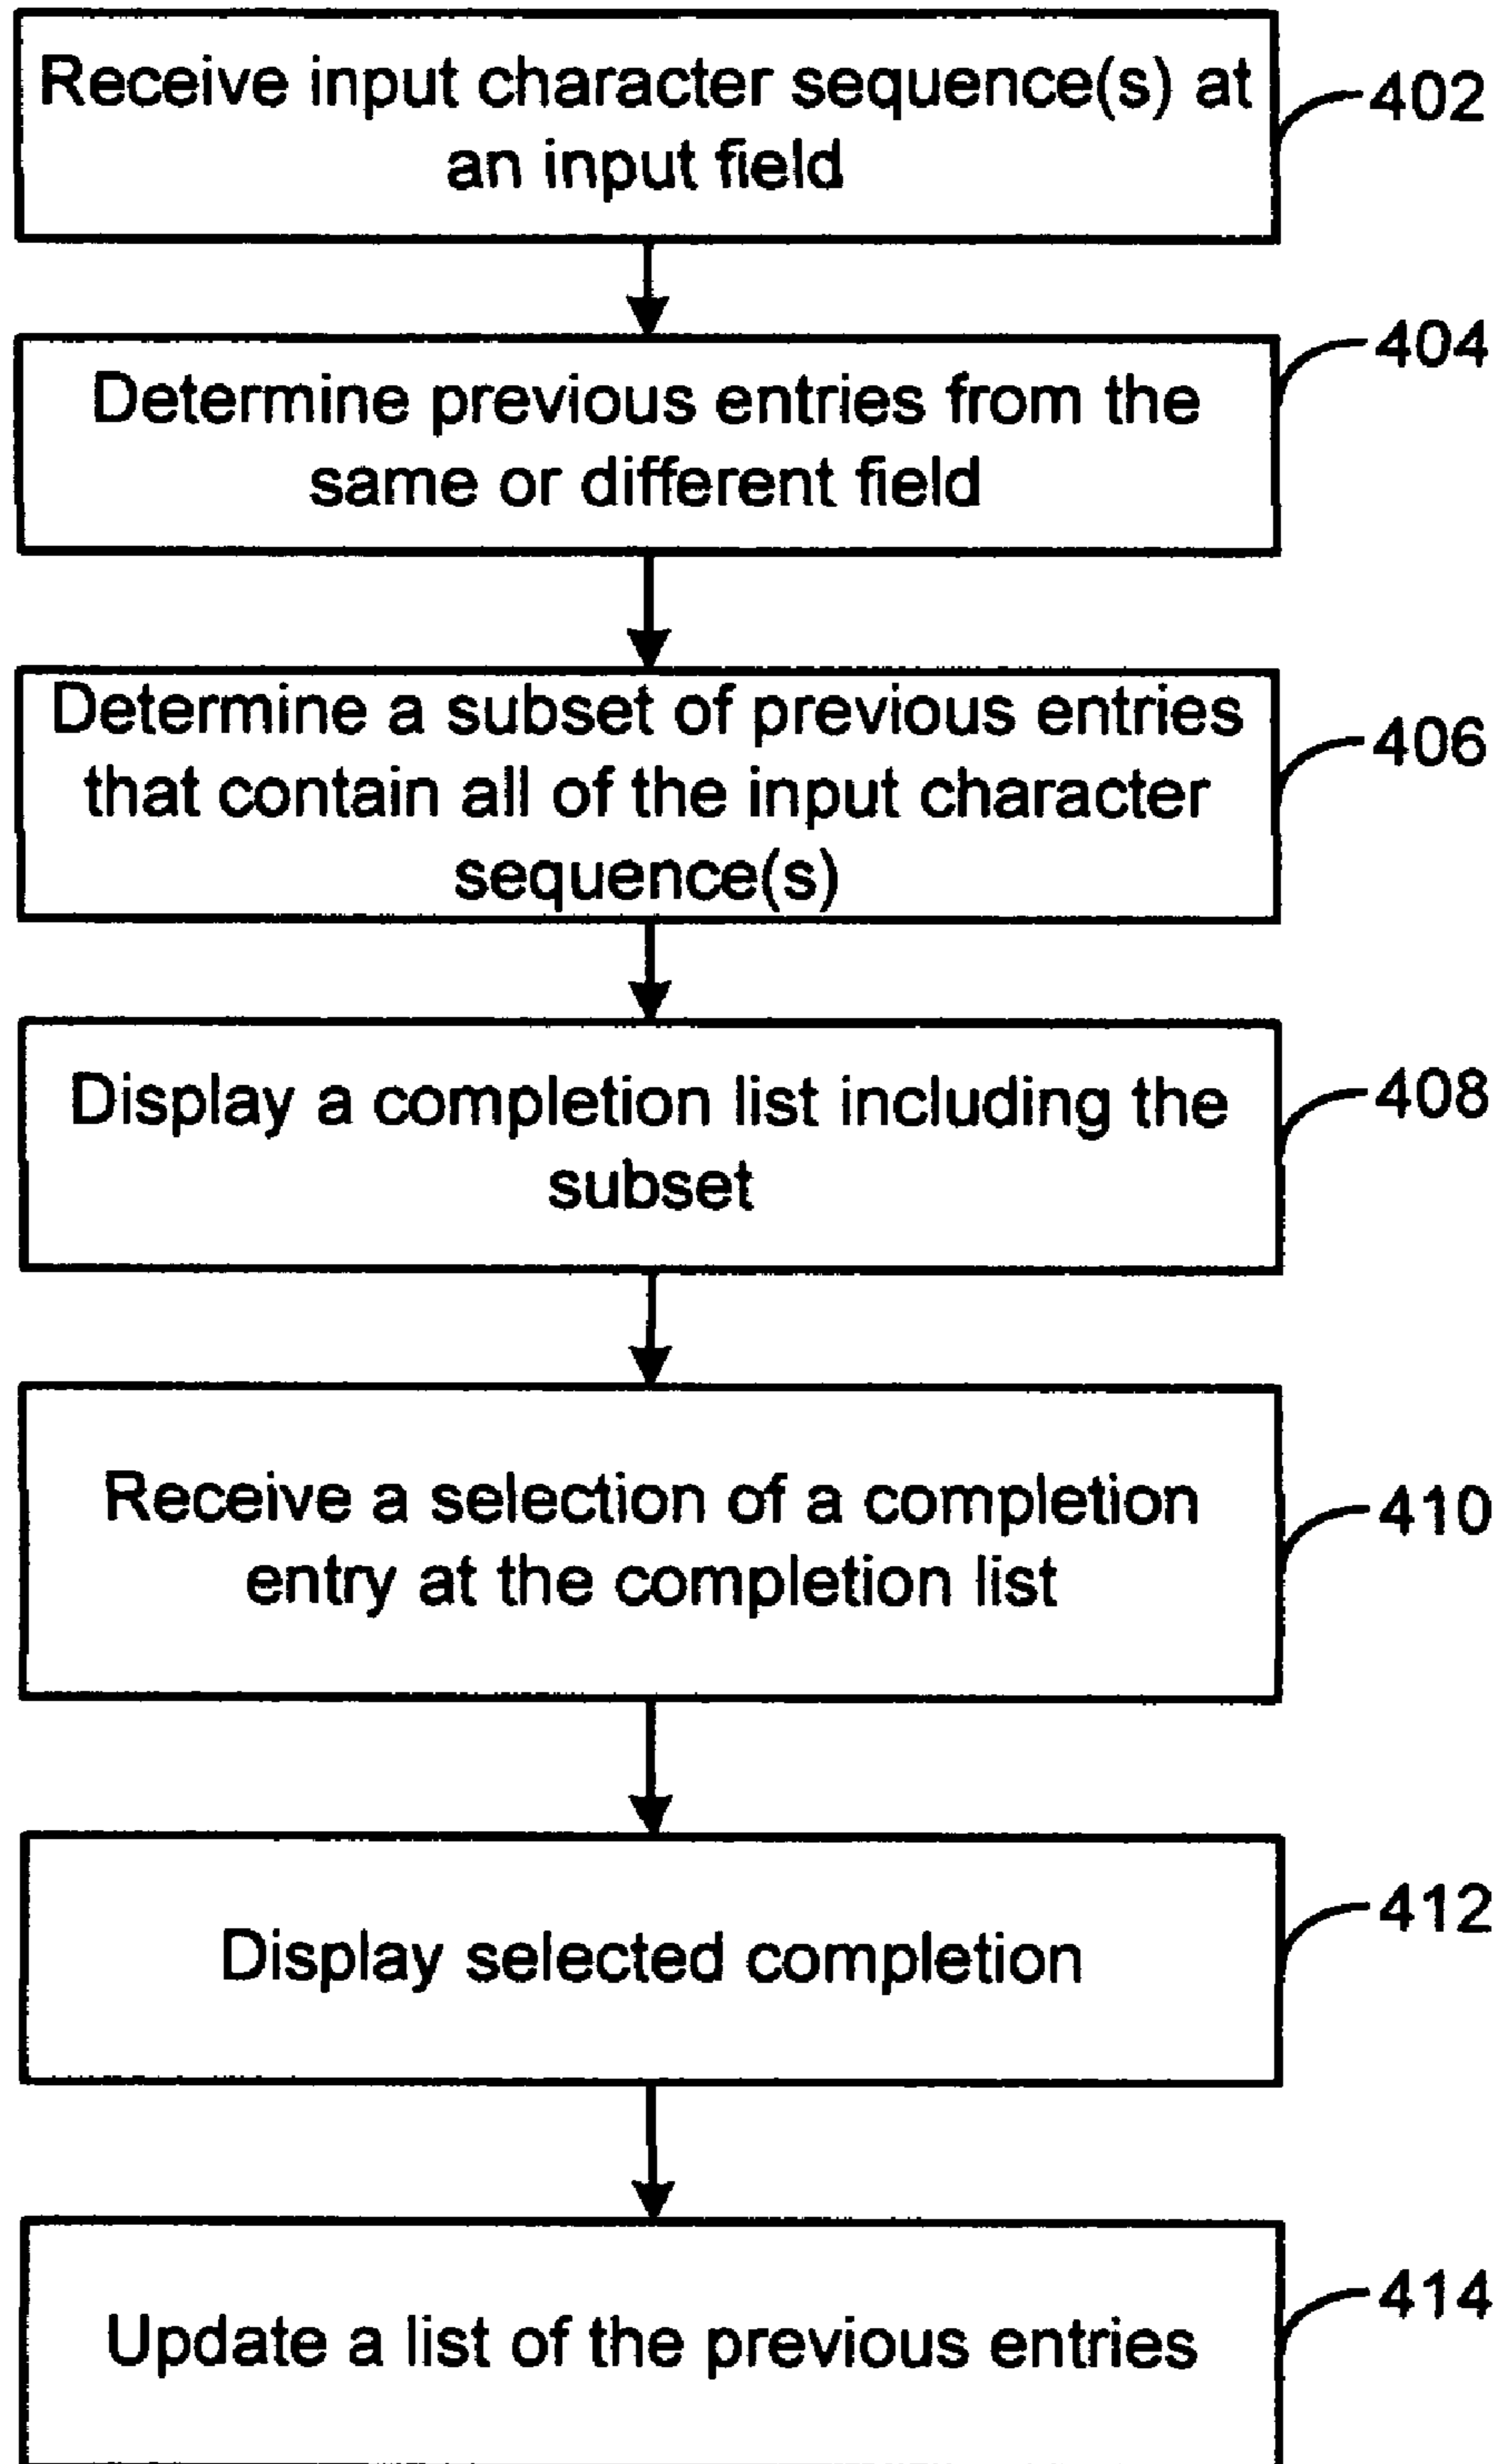 Receive input character sequence(s) at
an input field
402
Determine previous entries from the
same or different field
404
Determine a subset of previous entries
that contain all of the input character
sequence(s)
406
Display a completion list including the
subset
408
Receive a selection of a completion
entry at the completion list
410
Display selected completion
412
Update a list of the previous entries
414